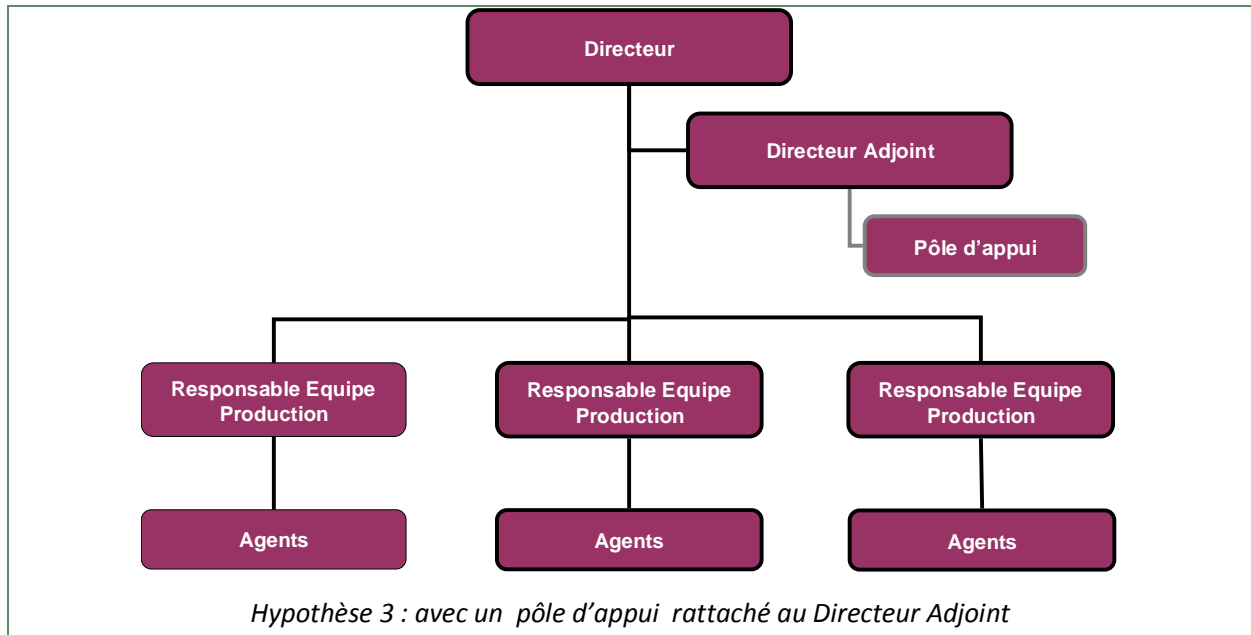 Directeur
Directeur Adjoint
Pôle d’appui
Responsable Equipe
Production
Responsable Equipe
Production
Responsable Equipe
Production
Agents
Agents
Agents
Hypothèse 3 : avec un pôle d’appui rattaché au Directeur Adjoint